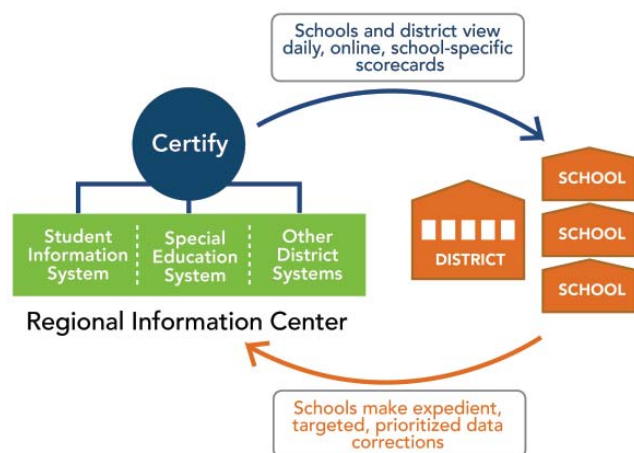 Schools and district view
daily, online, school-specific
scorecards
Certify
Student
Information
System
Special
Education
System
Other
District
Systems
Regional Information Center
DISTRICT
SCHOOL
SCHOOL
SCHOOL
Schools make expedient,
targeted, prioritized data
corrections